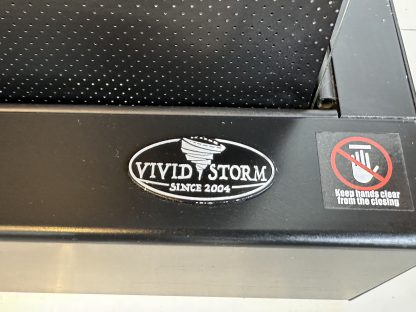 VIVID STORM
SINCE 2004
Keep hands clear
from the closing